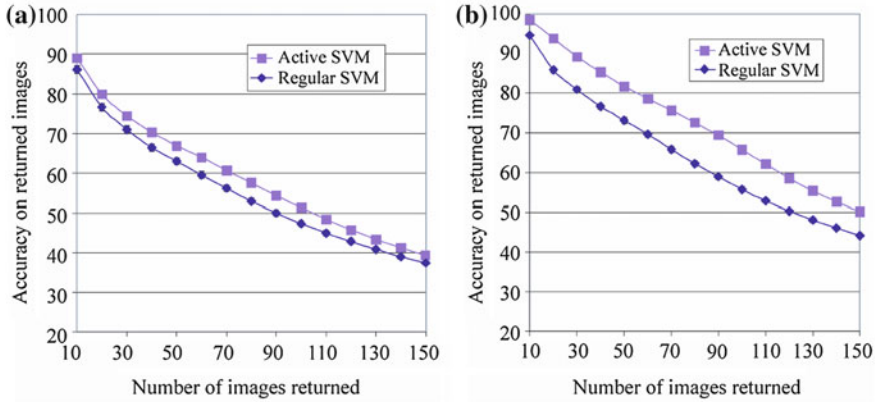 (a)
100
90
80
70
60
50
40
30
20
10 30 50 70 90 110 130 150
Accuracy on returned images
Number of images returned
Active SVM
Regular SVM
(b)
100
90
80
70
60
50
40
30
20
10 30 50 70 90 110 130 150
Accuracy on returned images
Number of images returned
Active SVM
Regular SVM